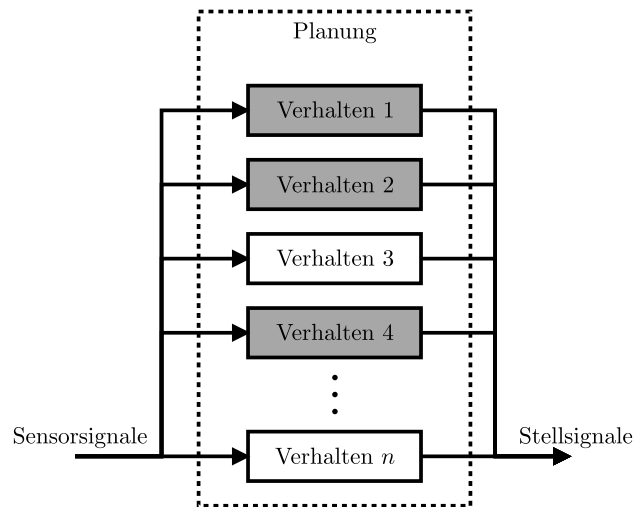 Planung
Verhalten 1
Verhalten 2
Verhalten 3
Verhalten 4
Sensorsignale
Stellsignale
Verhalten n